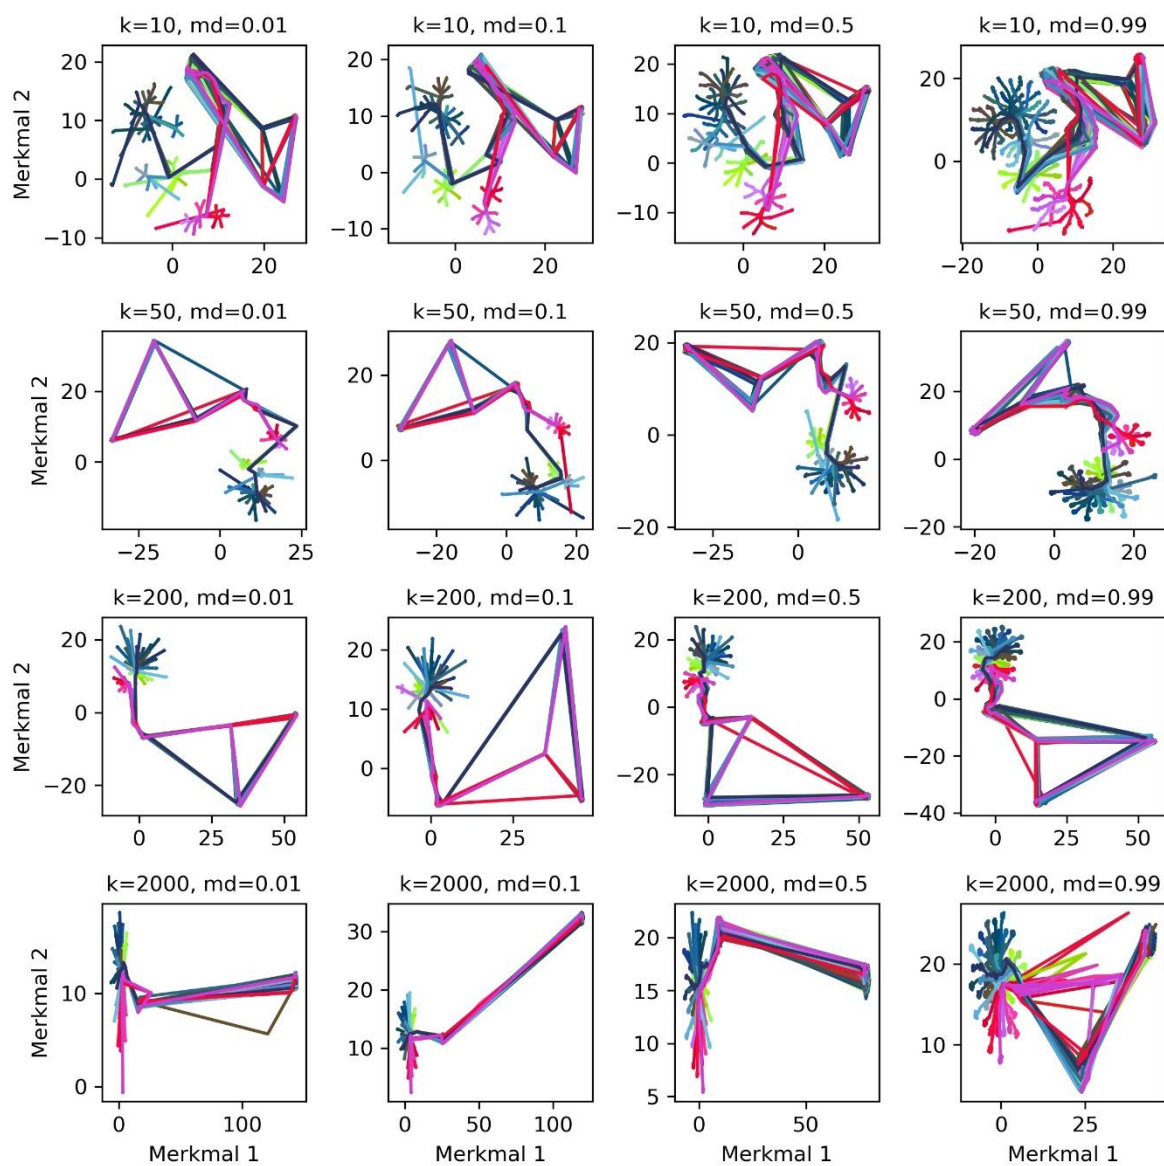 k=10, md=0.01 k=10, md=0.1 k=10, md=0.5 k=10, md=0.99
Merkmal 2
20 20 20 20
10 10 10
0 0 0 0
−10 −10 −10
0 20 0 20 0 20 −20 0 20
k=50, md=0.01 k=50, md=0.1 k=50, md=0.5 k=50, md=0.99
Merkmal 2
20 20 20 20
0 0 0 0
−20 −20
−25 0 25 −20 0 20 −25 0 −20 0 20
k=200, md=0.01 k=200, md=0.1 k=200, md=0.5 k=200, md=0.99
Merkmal 2
20 20 20 20
0 10 0 0
−20 0 −20 −20
−40
0 25 50 0 25 0 25 50 0 25 50
k=2000, md=0.01 k=2000, md=0.1 k=2000, md=0.5 k=2000, md=0.99
Merkmal 2
10 30 20 20
0 20 15 10
10 10
5
0 100 0 50 100 0 50 0 25
Merkmal 1 Merkmal 1 Merkmal 1 Merkmal 1